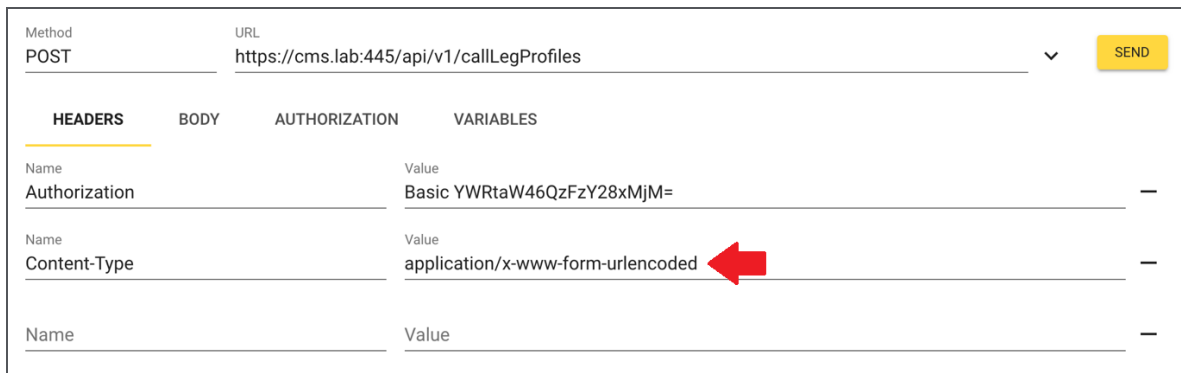 Method URL
POST https://cms.lab:445/api/v1/callLegProfiles SEND
HEADERS BODY AUTHORIZATION VARIABLES
Name Value
Authorization Basic YWRtaW46QzFzY28xMjM=
Name Value
Content-Type application/x-www-form-urlencoded
Name Value